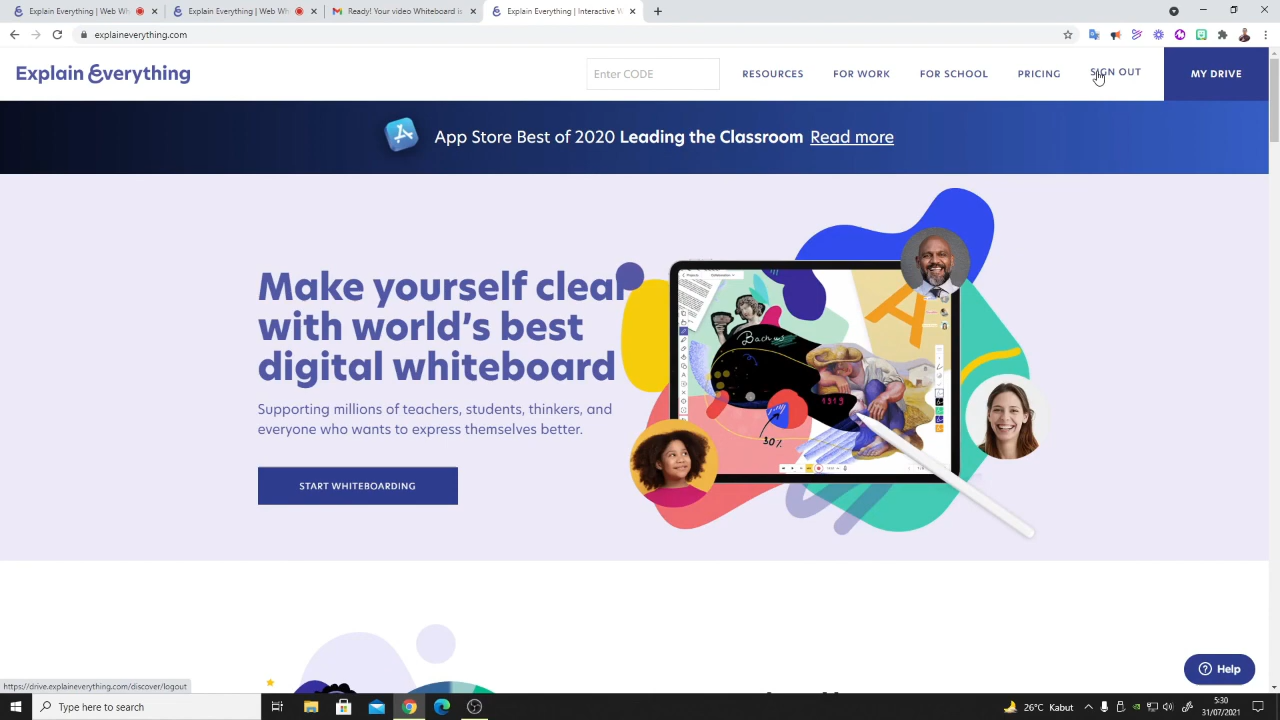 Explain Everything | Web Wh
Explain Everything | Web Wh
Ready! Your video is
Explain Everything | Interactive W
explaineverything.com
Explain Everything
Enter CODE
RESOURCES
FOR WORK
FOR SCHOOL
PRICING
SIGN OUT
MY DRIVE
App Store Best of 2020 Leading the Classroom Read more
Make yourself clear
with world's best
digital whiteboard
Supporting millions of teachers, students, thinkers, and
everyone who wants to express themselves better.
START WHITEBOARDING
Bachus
1913
30%
Help
https://drive.explaineverything.com/discover/logout
Type here to search
26°C Kabut
5:30
31/07/2021